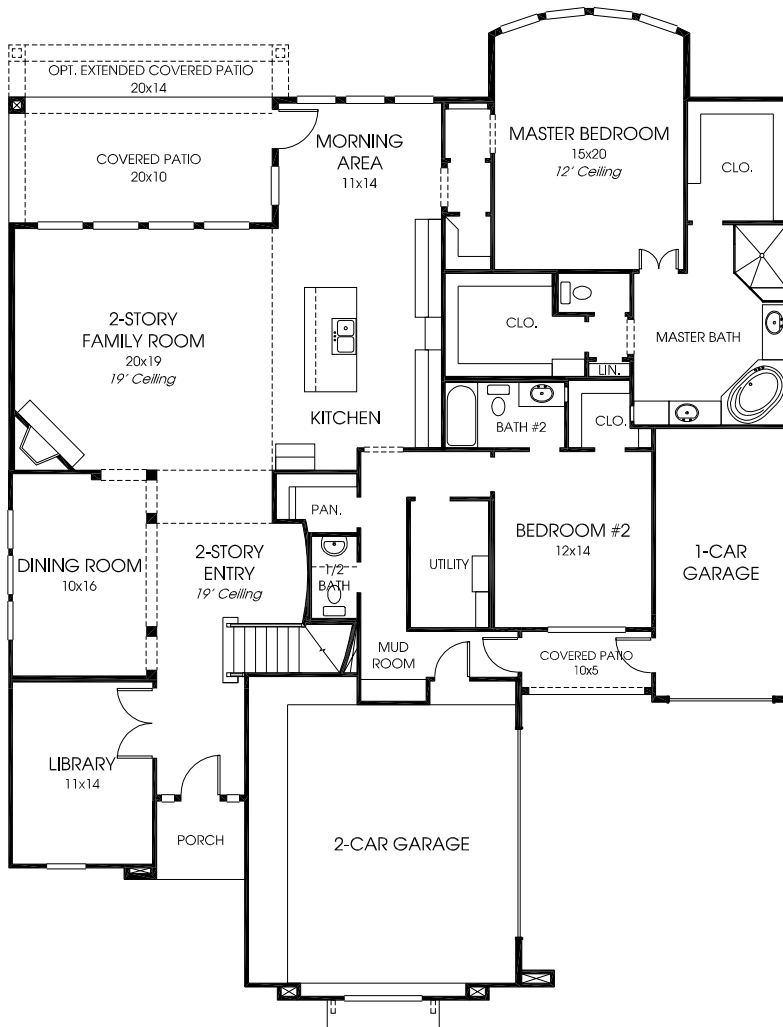 OPT. EXTENDED COVERED PATIO
20x14
COVERED PATIO
20x10
MORNING
AREA
11x14
MASTER BEDROOM
15x20
12' Ceiling
CLO.
2-STORY
FAMILY ROOM
20x19
19' Ceiling
CLO.
MASTER BATH
LIN.
KITCHEN
BATH #2
CLO.
PAN.
DINING ROOM
10x16
2-STORY
ENTRY
19' Ceiling
1/2
BATH
UTILITY
BEDROOM #2
12x14
1-CAR
GARAGE
MUD
ROOM
COVERED PATIO
10x5
LIBRARY
11x14
PORCH
2-CAR GARAGE